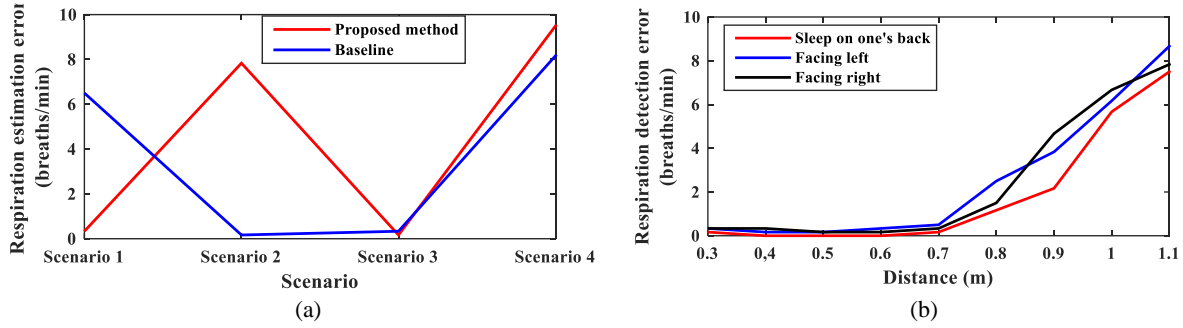 Respiration estimation error
(breaths/min)
10
8
6
4
2
0
Proposed method
Baseline
Scenario 1
Scenario 2
Scenario 3
Scenario 4
Scenario
(a)
Respiration detection error
(breaths/min)
10
8
6
4
2
0
Sleep on one's back
Facing left
Facing right
0.3
0,4
0.5
0.6
0.7
0.8
0.9
1
1.1
Distance (m)
(b)